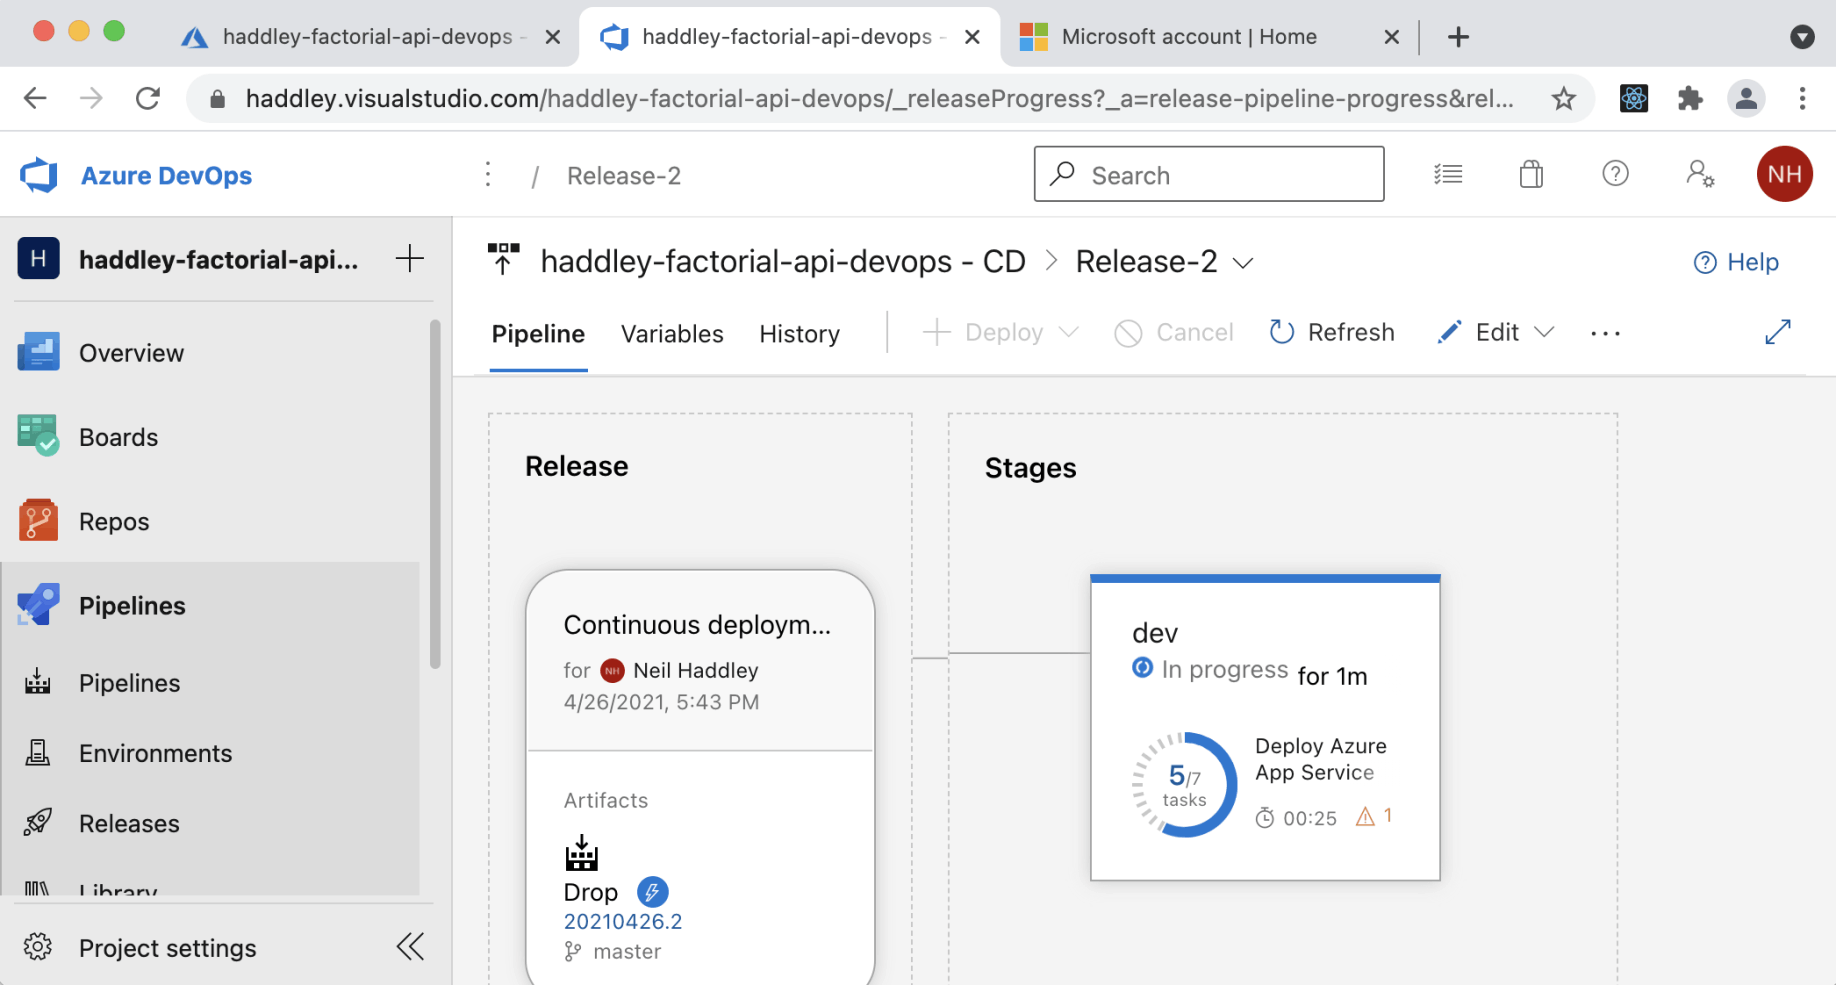 haddley-factorial-api-devops -
haddley-factorial-api-devops -
Microsoft account | Home
haddley.visualstudio.com/haddley-factorial-api-devops/_releaseProgress?_a=release-pipeline-progress&rel...
Azure DevOps
/ Release-2
Search
NH
H haddley-factorial-api...
haddley-factorial-api-devops - CD > Release-2
Help
Pipeline Variables History
Deploy Cancel Refresh Edit ...
Overview
Boards
Repos
Pipelines
Pipelines
Environments
Releases
Library
Project settings
Release
Continuous deploym...
for NH Neil Haddley
4/26/2021, 5:43 PM
Artifacts
Drop
20210426.2
master
Stages
dev
In progress for 1m
5/7
tasks
Deploy Azure
App Service
00:25 1